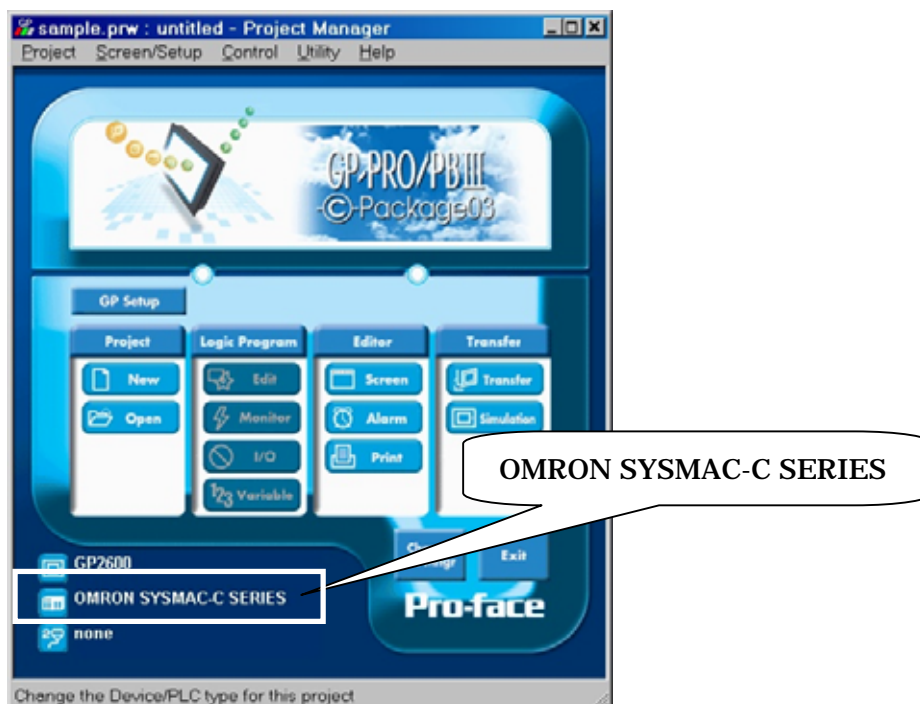 sample.prw : untitled - Project Manager
Project Screen/Setup Control Utility Help
GP-PRO/PBIII
-©-Package03
GP Setup
Project Logic Program Editor Transfer
New Edit Screen Transfer
Open Monitor Alarm Simulation
I/O Print
123 Variable
OMRON SYSMAC-C SERIES
GP2600
Exit
OMRON SYSMAC-C SERIES
Pro-face
none
Change the Device/PLC type for this project